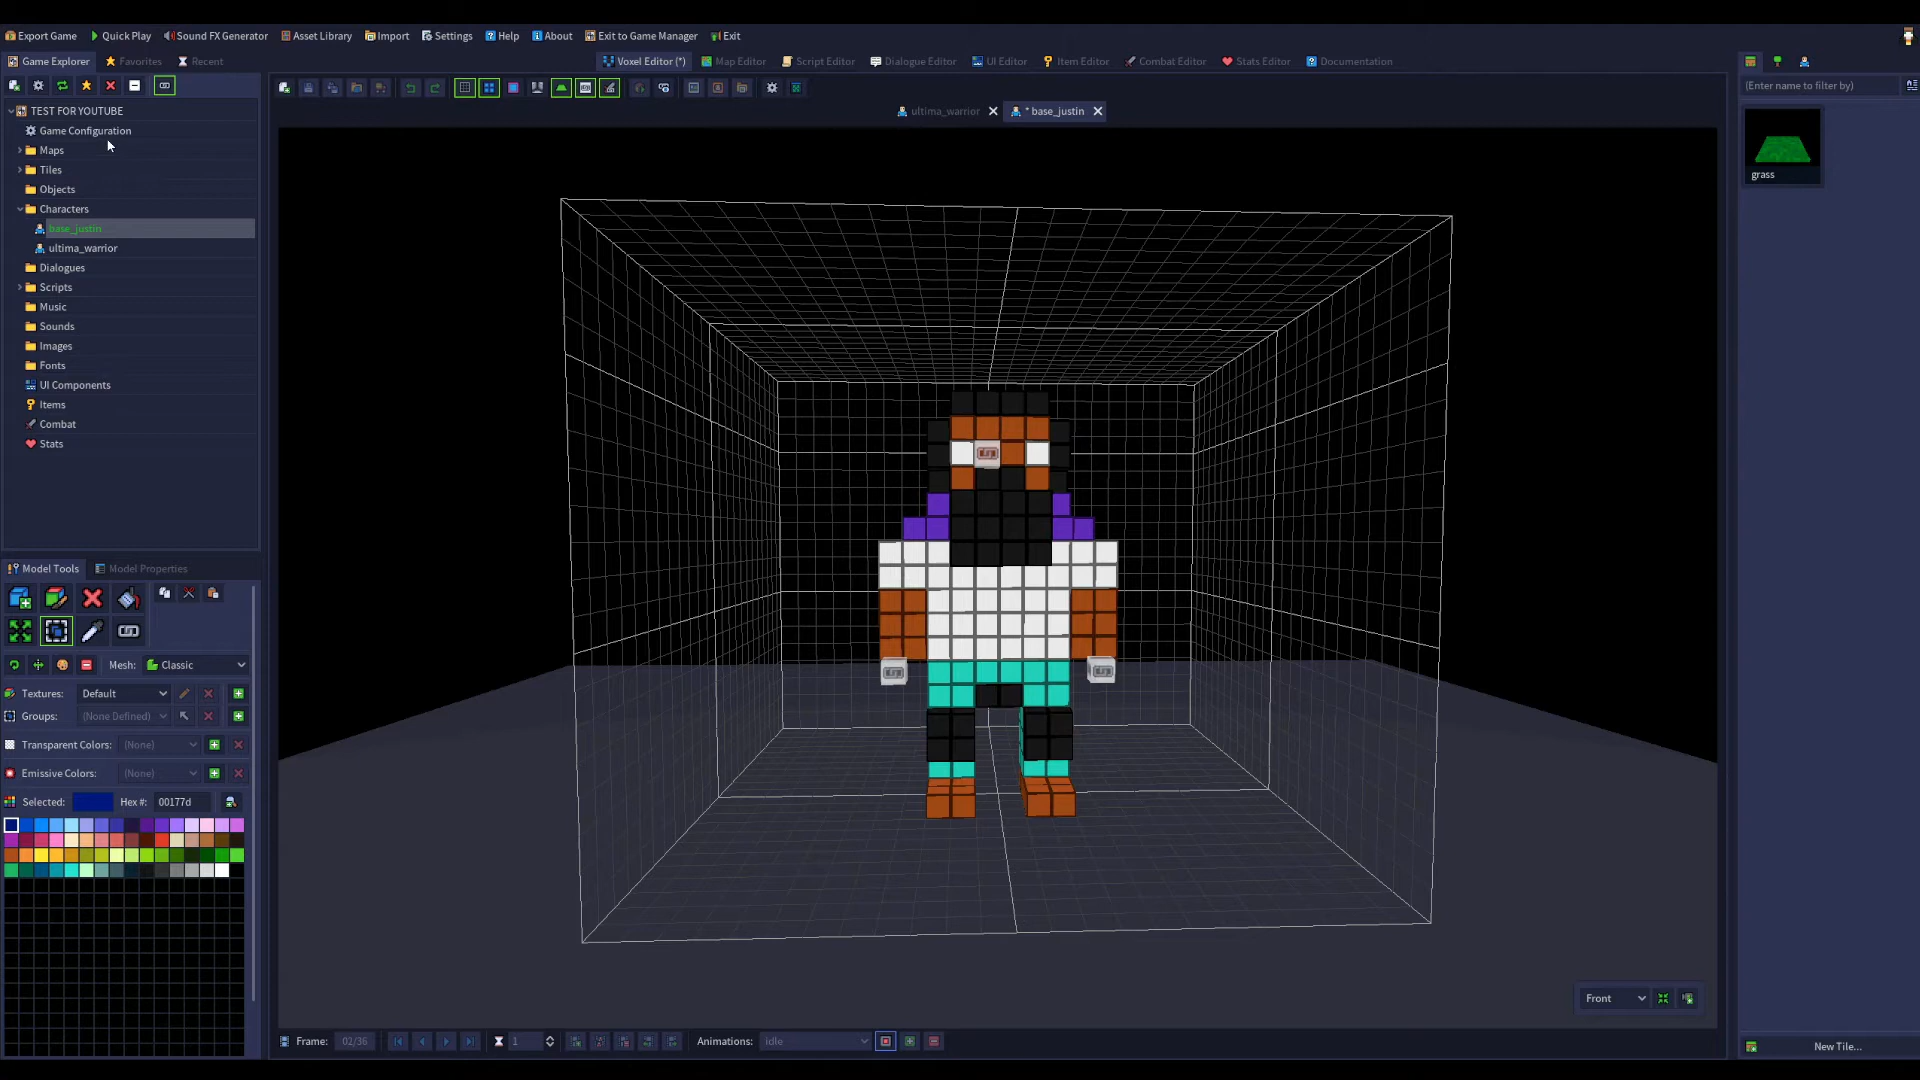 Export Game Quick Play Sound FX Generator Asset Library Import Settings Help About Exit to Game Manager Exit
Game Explorer Favorites Recent Voxel Editor (*) Map Editor Script Editor Dialogue Editor UI Editor Item Editor Combat Editor Stats Editor Documentation
(Enter name to filter by)
TEST FOR YOUTUBE
ultima_warrior * base_justin
Game Configuration
Maps
Tiles
grass
Objects
Characters
base_justin
ultima_warrior
Dialogues
Scripts
Music
Sounds
Images
Fonts
UI Components
Items
Combat
Stats
Model Tools Model Properties
Mesh: Classic
Textures: Default
Groups: (None Defined)
Transparent Colors: (None)
Emissive Colors: (None)
Selected: Hex #: 00177d
Front
Frame: 02/36 1 Animations: idle
New Tile...